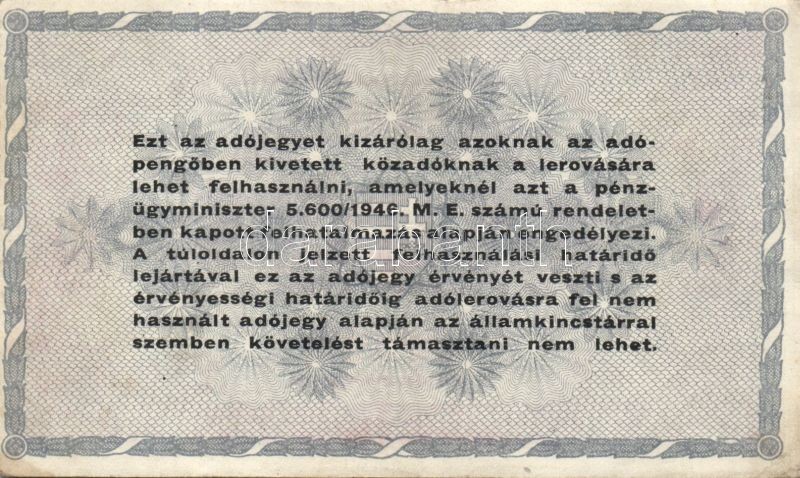 Ezt az adójegyet kizárólag azoknak az adó-
pengőben kivetett közadóknak a lerovására
lehet felhasználni, amelyeknél azt a pénz-
ügyminiszter 5.600/1946. M. E. számú rendelet-
ben kapott felhatalmazás alapján engedélyezi.
A túloldalon jelzett felhasználási határidő
lejártával ez az adójegy érvényét veszti s az
érvényességi határidőig adólerovásra fel nem
használt adójegy alapján az államkincstárral
szemben követelést támasztani nem lehet.
darabanth